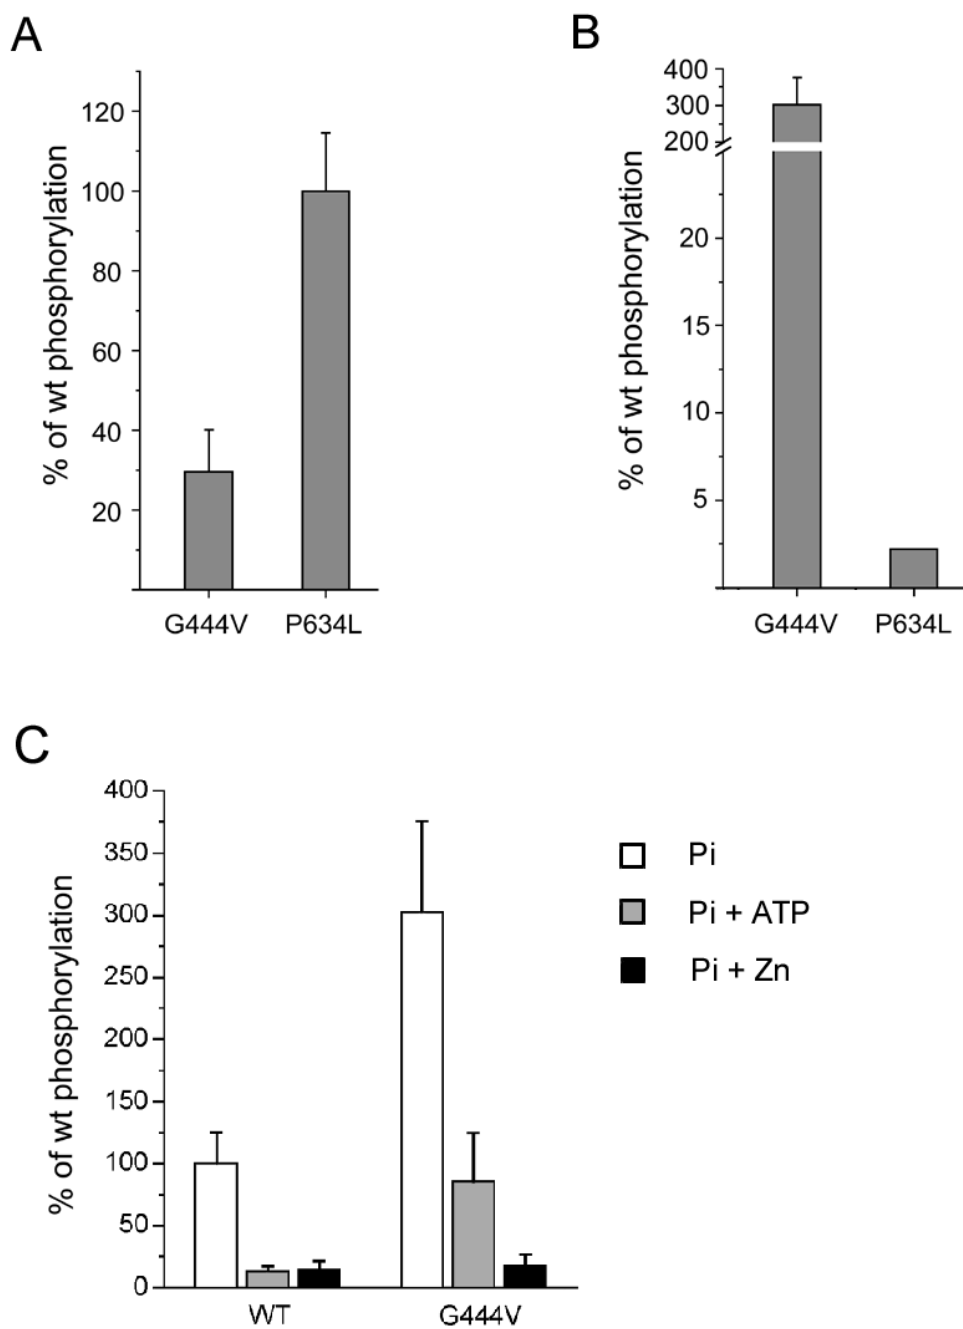 A
% of wt phosphorylation
120
100
80
60
40
20
G444V P634L
B
% of wt phosphorylation
400
300
200
20
15
10
5
G444V P634L
C
% of wt phosphorylation
400
350
300
250
200
150
100
50
0
WT G444V
Pi
Pi + ATP
Pi + Zn